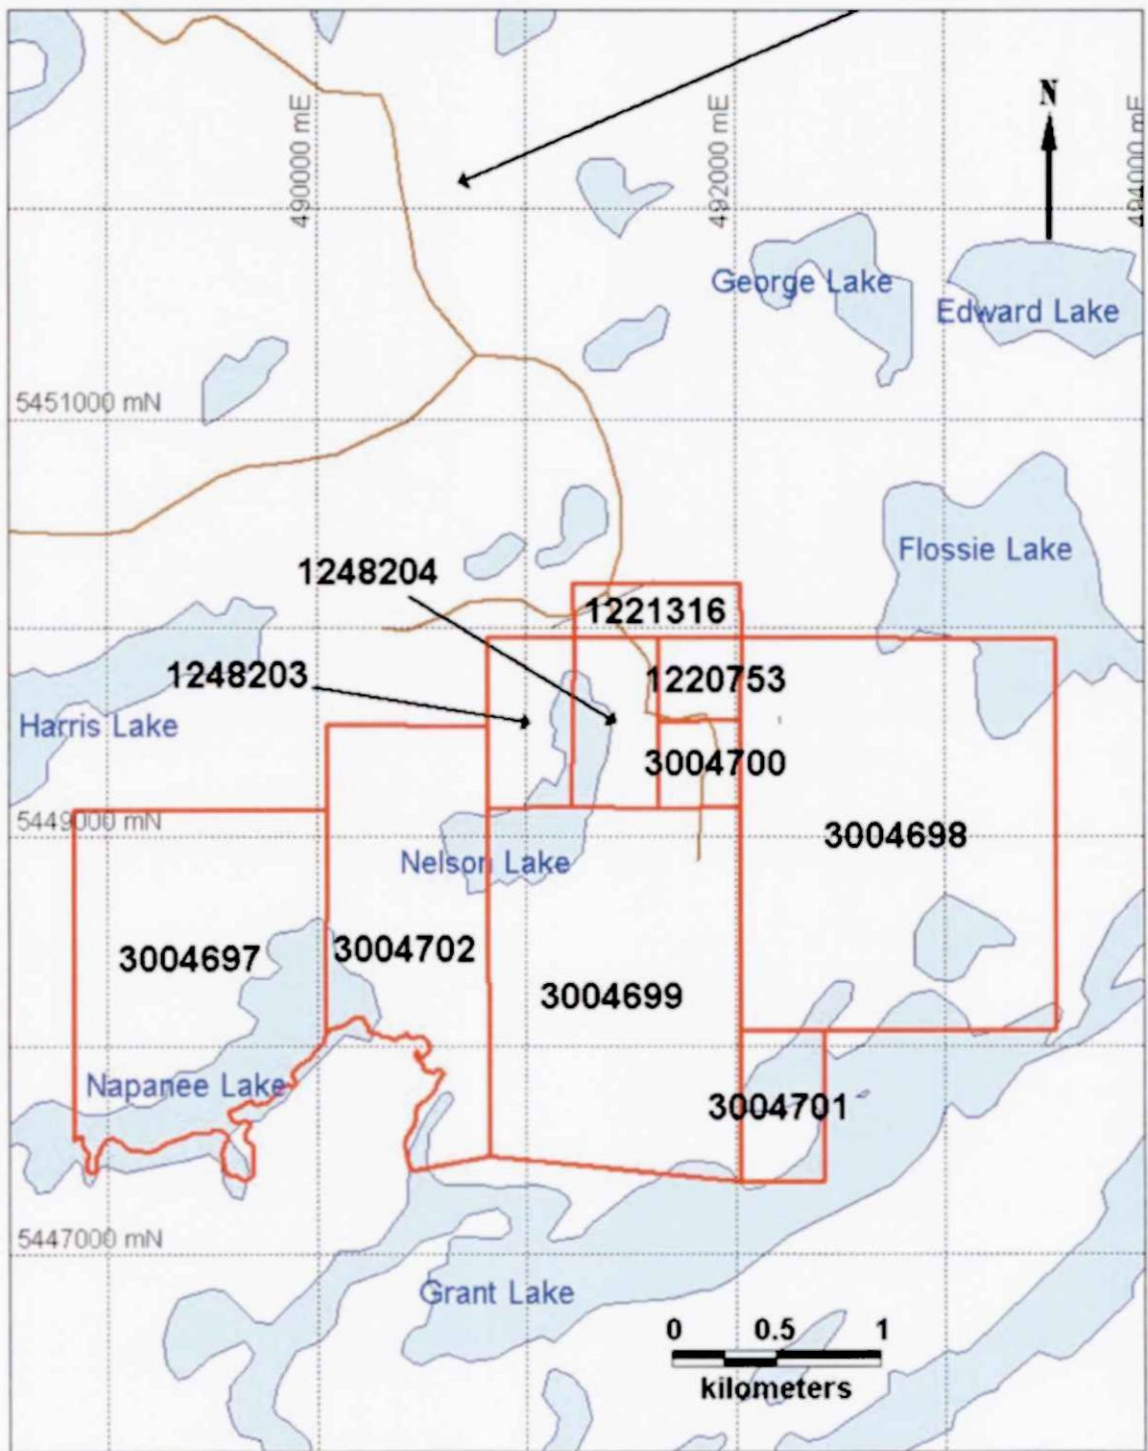 N
490000 mE
492000 mE
494000 mE
George Lake
Edward Lake
5451000 mN
Flossie Lake
1248204
1221316
1248203
1220753
Harris Lake
3004700
5449000 mN
3004698
Nelson Lake
3004697
3004702
3004699
Napanee Lake
3004701
5447000 mN
Grant Lake
0 0.5 1
kilometers